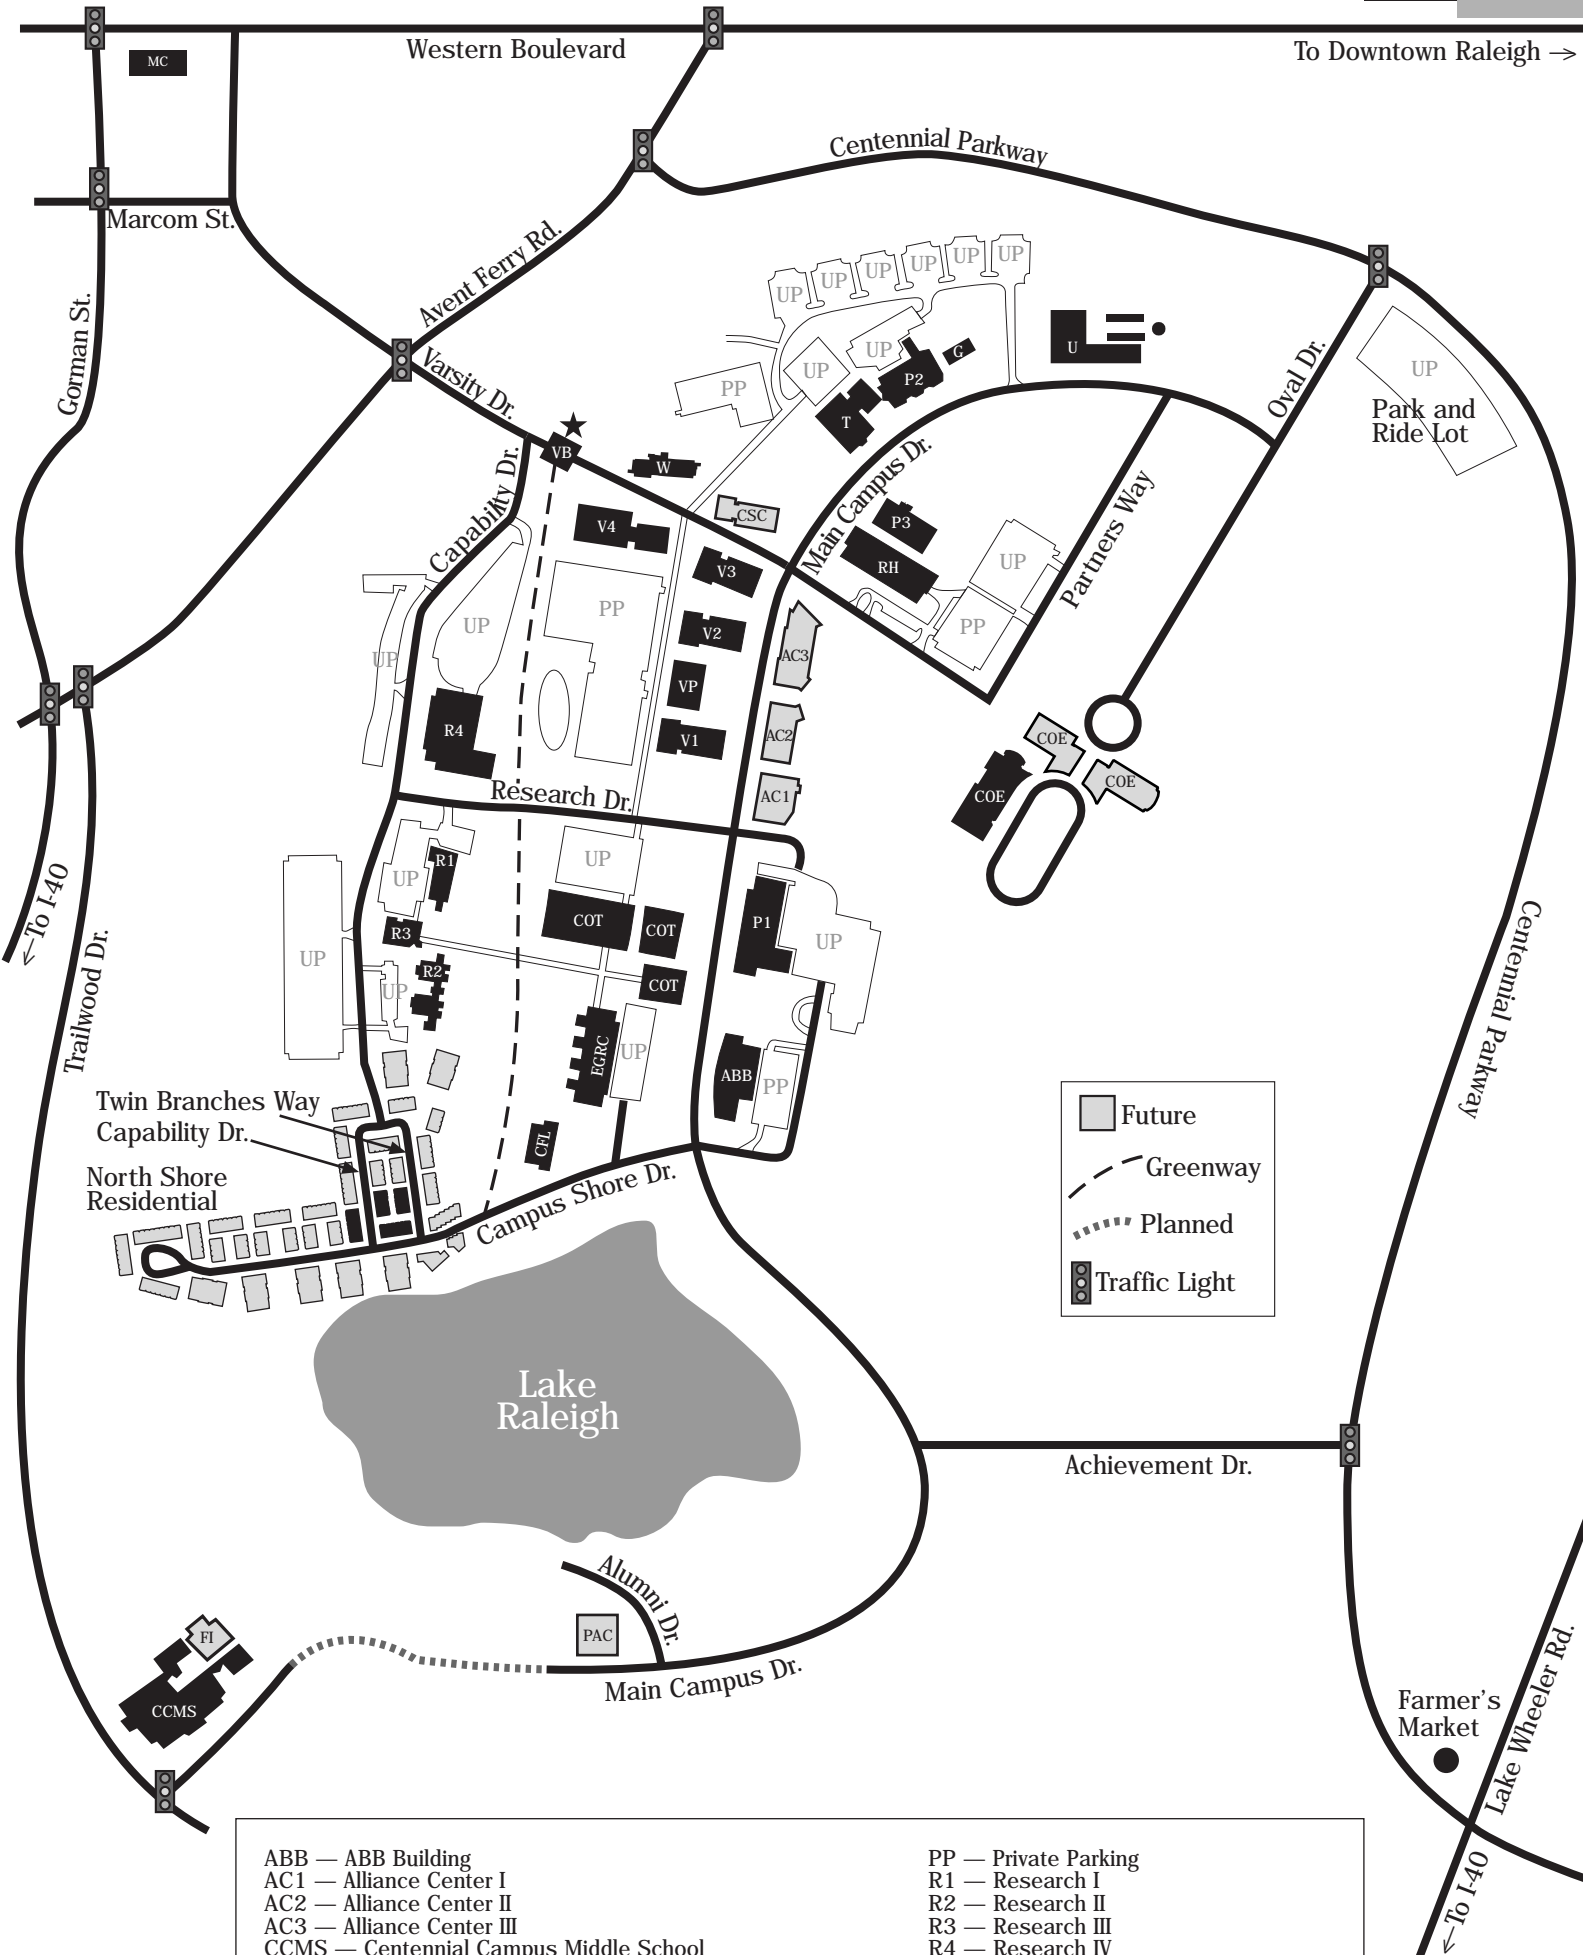 Western Boulevard
To Downtown Raleigh →
MC
Centennial Parkway
Marcom St.
Avent Ferry Rd.
UP
UP
UP
UP
UP
UP
Gorman St.
Varsity Dr.
UP
UP
PP
G
P2
T
U
Oval Dr.
UP
Park and
Ride Lot
VB
W
Capability Dr.
V4
CSC
Main Campus Dr.
P3
RH
Partners Way
UP
PP
V3
PP
UP
UP
V2
AC3
VP
R4
V1
AC2
COE
COE
COE
AC1
Research Dr.
←To I-40
Trailwood Dr.
R1
UP
UP
R3
COT
COT
P1
UP
UP
R2
UP
COT
Centennial Parkway
EGRC
UP
ABB
PP
Twin Branches Way
Capability Dr.
CFL
North Shore
Residential
Campus Shore Dr.
Future
Greenway
Planned
Traffic Light
Lake
Raleigh
Achievement Dr.
Alumni Dr.
PAC
FI
CCMS
Main Campus Dr.
Farmer's
Market
Lake Wheeler Rd.
←To I-40
ABB — ABB Building
AC1 — Alliance Center I
AC2 — Alliance Center II
AC3 — Alliance Center III
CCMS — Centennial Campus Middle School
PP — Private Parking
R1 — Research I
R2 — Research II
R3 — Research III
R4 — Research IV